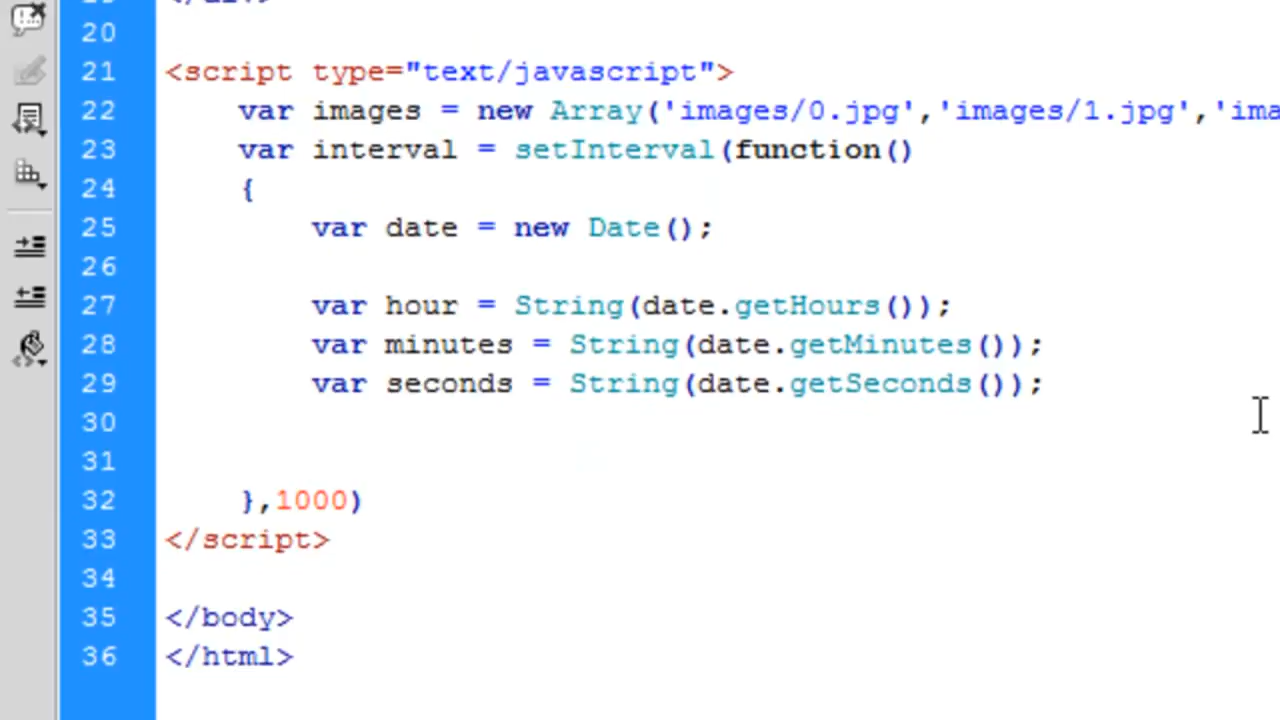 20
21 <script type="text/javascript">
22 var images = new Array('images/0.jpg','images/1.jpg','ima
23 var interval = setInterval(function()
24 {
25 var date = new Date();
26
27 var hour = String(date.getHours());
28 var minutes = String(date.getMinutes());
29 var seconds = String(date.getSeconds());
30
31
32 },1000)
33 </script>
34
35 </body>
36 </html>